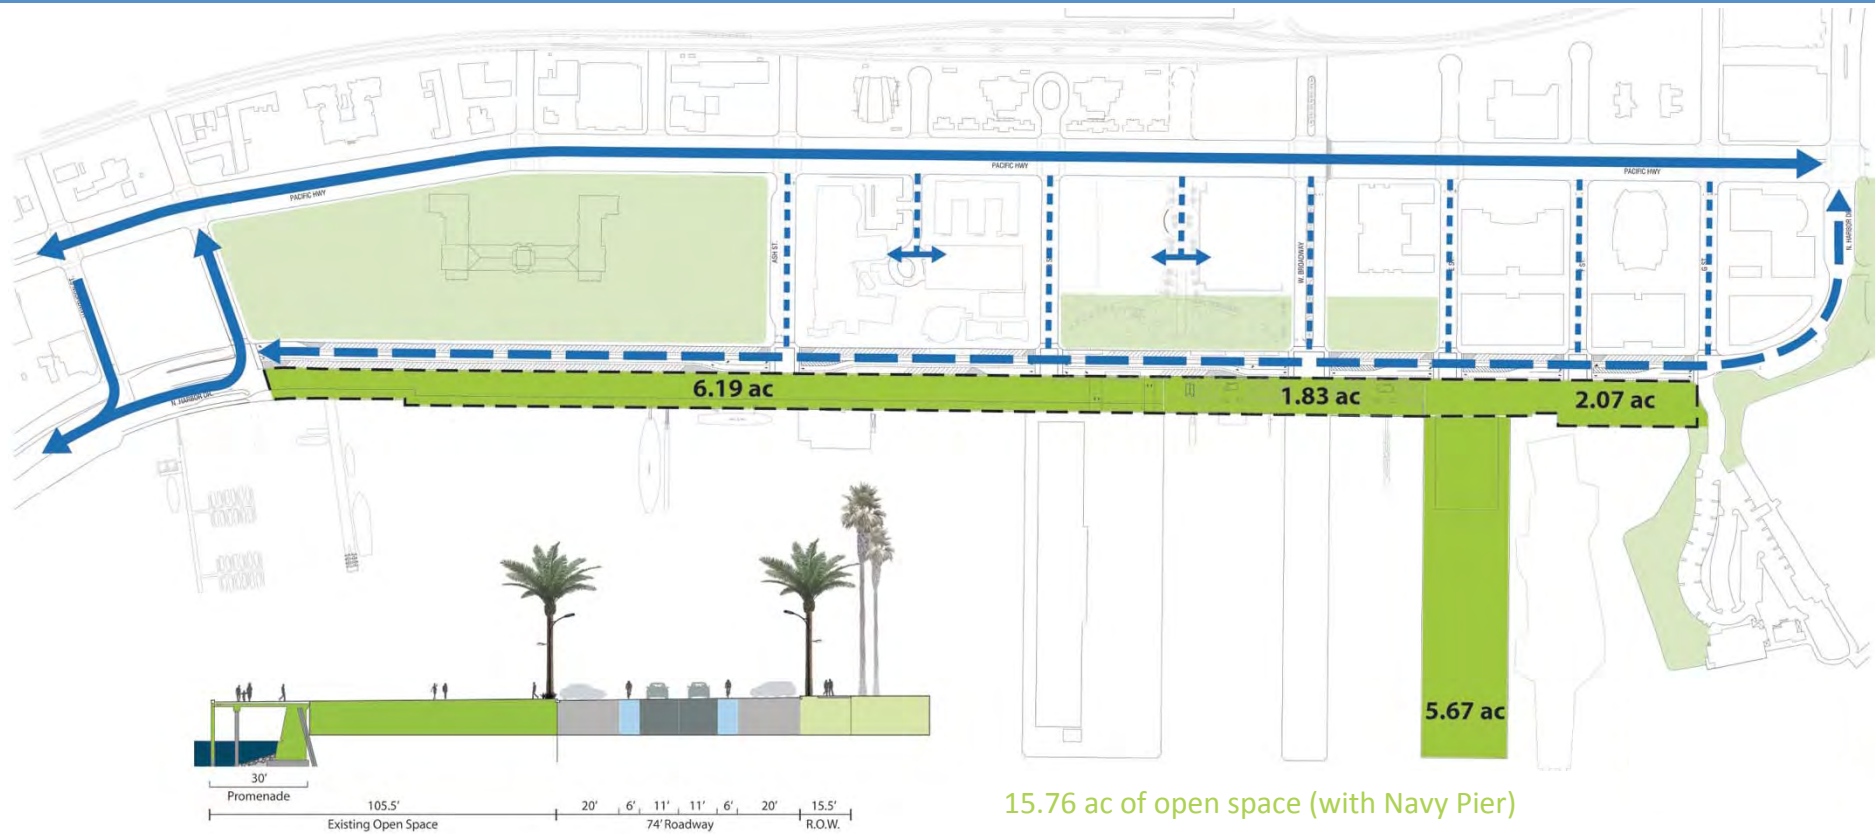 PACIFIC HWY
PACIFIC HWY
PACIFIC HWY
ASH ST.
W. BROADWAY
G ST.
N. HARBOR DR.
N. HARBOR DR.
6.19 ac
1.83 ac
2.07 ac
5.67 ac
30'
Promenade
105.5'
20'
6'
11'
11'
6'
20'
15.5'
Existing Open Space
74' Roadway
R.O.W.
15.76 ac of open space (with Navy Pier)